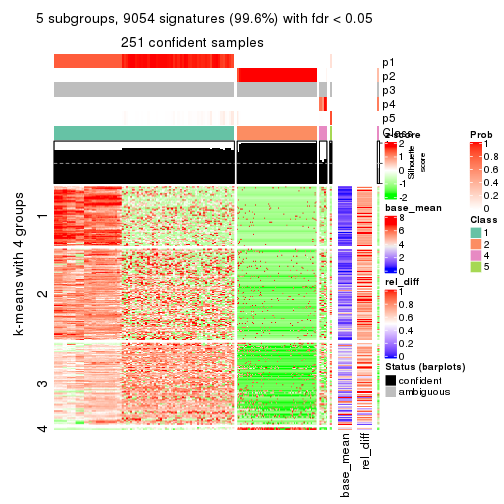 5 subgroups, 9054 signatures (99.6%) with fdr < 0.05
251 confident samples
p1
p2
p3
p4
p5
Class
k-means with 4 groups
1
2
3
4
base_mean
rel_diff
z-score
2
1
0
-1
-2
Silhouette
score
base_mean
8
6
4
2
0
rel_diff
1
0.8
0.6
0.4
0.2
0
Status (barplots)
confident
ambiguous
Prob
1
0.8
0.6
0.4
0.2
0
Class
1
2
4
5